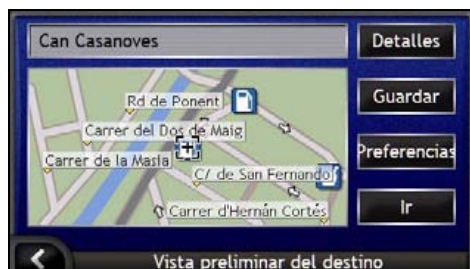 Can Casanoves
Detalles
Rd de Ponent
Guardar
Carrer del Dos de Maig
Carrer de la Masla
Preferencias
C/ de San Fernando
Carrer d'Hernán Cortés
Ir
Vista preliminar del destino